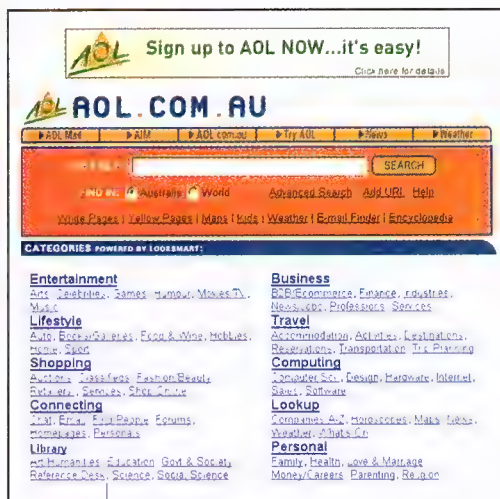 AOL Sign up to AOL NOW...it's easy!
Click here for details
AOL AOL.COM.AU
AOL Mail AIM AOL.com.au Try AOL News Weather
SEARCH
FIND IN: Australia World Advanced Search Add URL Help
White Pages | Yellow Pages | Maps | Kids | Weather | E-mail Finder | Encyclopedia
CATEGORIES POWERED BY LOOKSMART:
Entertainment
Arts, Celebrities, Games, Humour, Movies, TV,
Music
Lifestyle
Auto, Books/Galleries, Food & Wine, Hobbies,
Home, Sport
Shopping
Auctions, Classifieds, Fashion/Beauty,
Retailers, Services, Shop Online
Connecting
Chat, Email, Find People, Forums,
Homepages, Personals
Library
Art/Humanities, Education, Govt & Society,
Reference Desk, Science, Social Science
Business
B2B/Ecommerce, Finance, Industries,
News, Jobs, Professions, Services
Travel
Accommodation, Activities, Destinations,
Reservations, Transportation, Trip Planning
Computing
Computer Sci., Design, Hardware, Internet,
Sales, Software
Lookup
Companies A-Z, Horoscopes, Maps, News,
Weather, What's On
Personal
Family, Health, Love & Marriage,
Money/Careers, Parenting, Religion